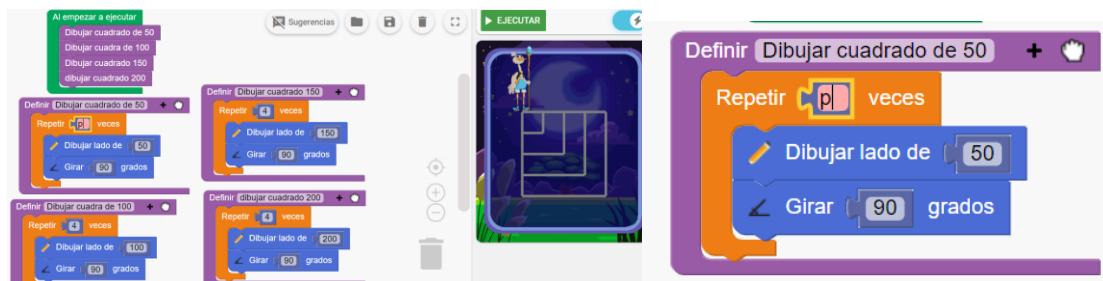 Al empezar a ejecutar
Dibujar cuadrado de 50
Dibujar cuadra de 100
Dibujar cuadrado 150
dibujar cuadrado 200
Sugerencias
EJECUTAR
Definir Dibujar cuadrado de 50 +
Repetir p veces
Dibujar lado de 50
Girar 90 grados
Definir Dibujar cuadra de 100 +
Repetir 4 veces
Dibujar lado de 100
Girar 90 grados
Definir Dibujar cuadrado 150 +
Repetir 4 veces
Dibujar lado de 150
Girar 90 grados
Definir dibujar cuadrado 200 +
Repetir 4 veces
Dibujar lado de 200
Girar 90 grados
Definir Dibujar cuadrado de 50 +
Repetir p veces
Dibujar lado de 50
Girar 90 grados